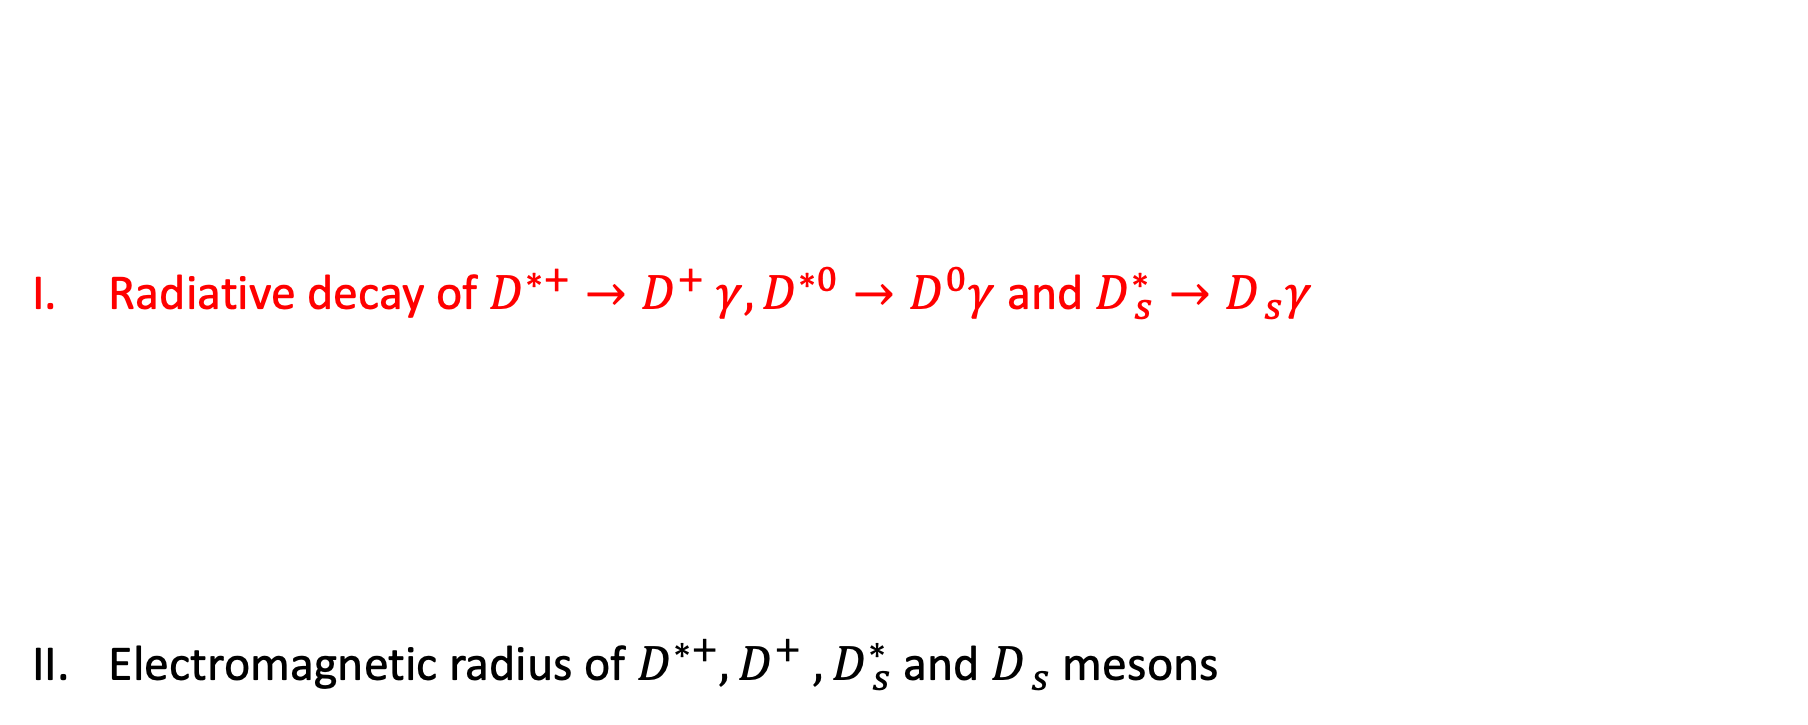 I. Radiative decay of D*⁺ → D⁺ γ, D*⁰ → D⁰γ and D*ₛ → Dₛγ
II. Electromagnetic radius of D*⁺, D⁺ , D*ₛ and Dₛ mesons